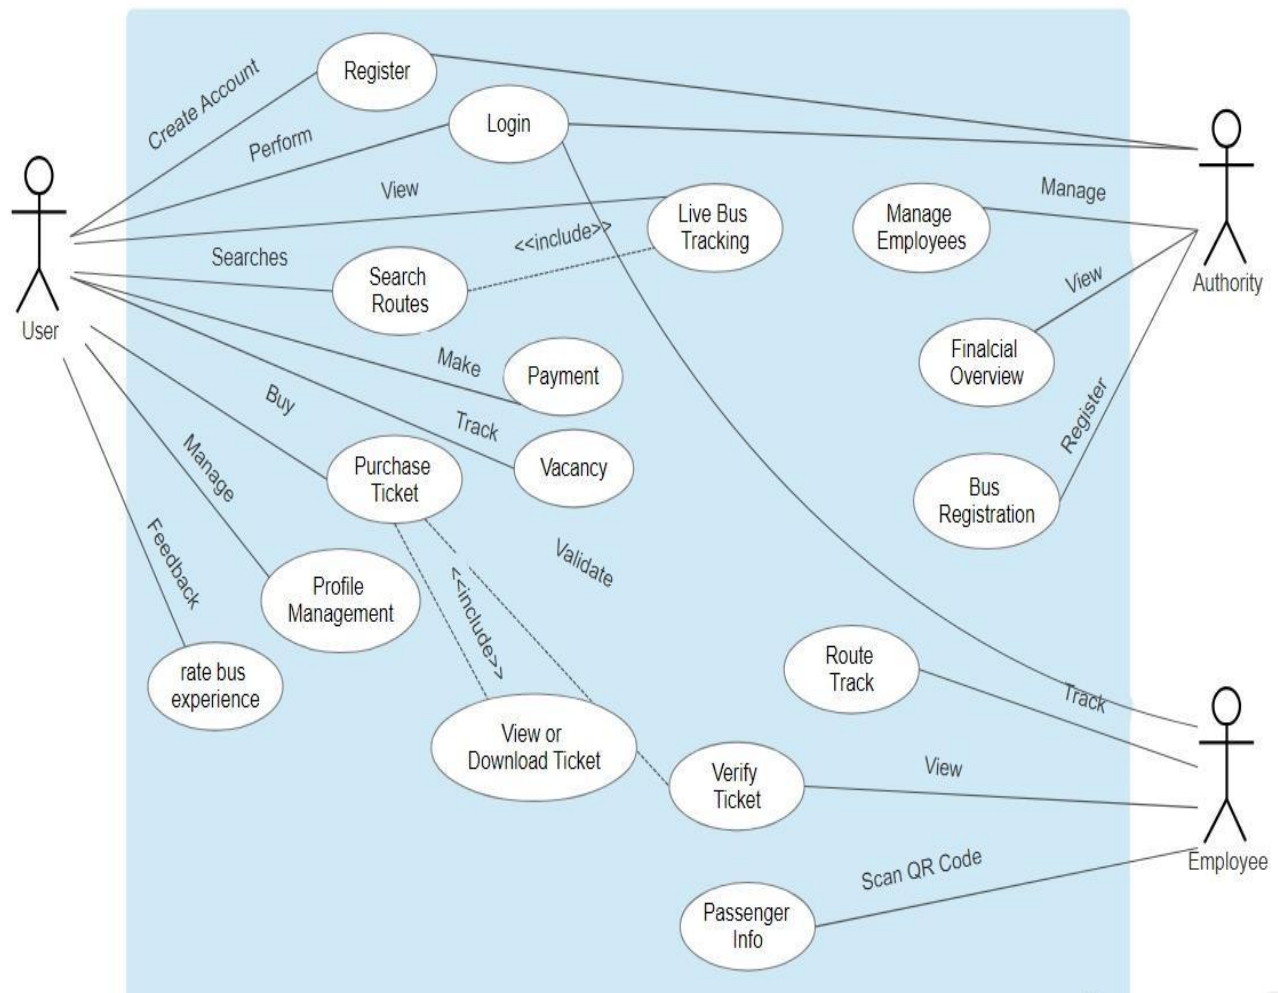 Register
Create Account
Login
Perform
View
Live Bus
Tracking
Manage
Employees
Manage
Authority
<<include>>
Searches
Search
Routes
User
View
Finalcial
Overview
Make
Payment
Buy
Track
Register
Purchase
Ticket
Vacancy
Manage
Bus
Registration
Feedback
Validate
<<include>>
Profile
Management
rate bus
experience
Route
Track
Track
View or
Download Ticket
Verify
Ticket
View
Employee
Scan QR Code
Passenger
Info